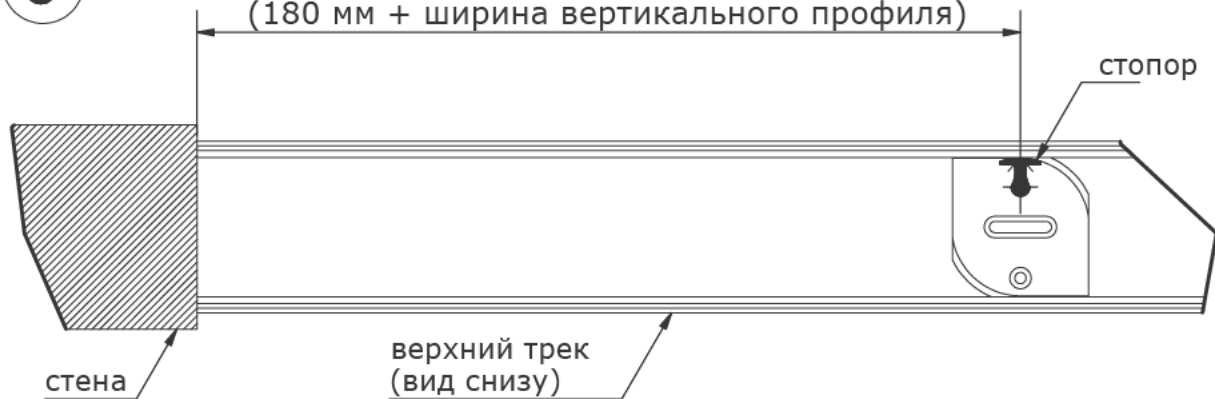 (180 мм + ширина вертикального профиля)
стопор
верхний трек
(вид снизу)
стена